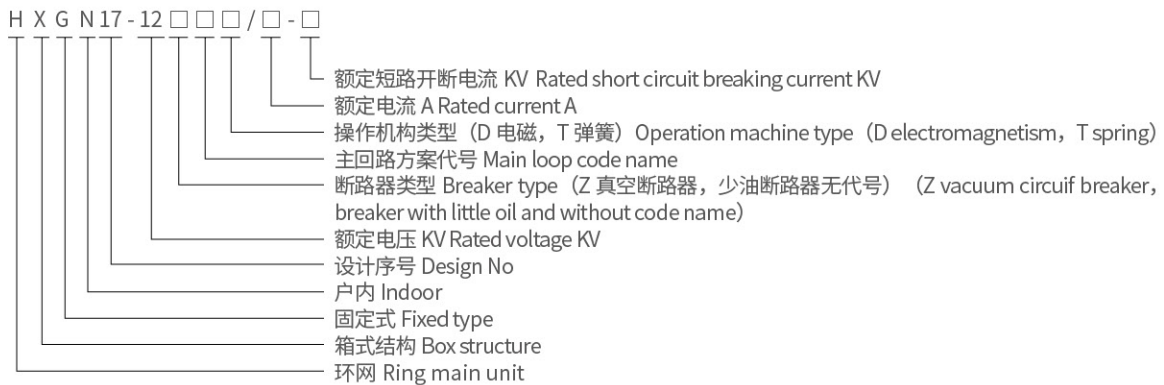 HXGN17-12□□□/□-□
额定短路开断电流 KV Rated short circuit breaking current KV
额定电流 A Rated current A
操作机构类型（D 电磁，T 弹簧）Operation machine type（D electromagnetism，T spring）
主回路方案代号 Main loop code name
断路器类型 Breaker type（Z 真空断路器，少油断路器无代号）（Z vacuum circuif breaker，
breaker with little oil and without code name）
额定电压 KV Rated voltage KV
设计序号 Design No
户内 Indoor
固定式 Fixed type
箱式结构 Box structure
环网 Ring main unit